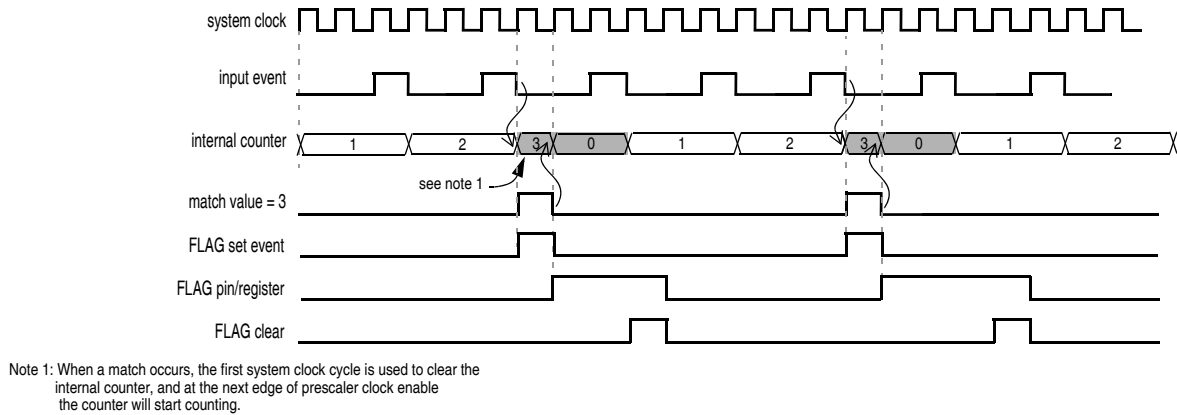 system clock
input event
internal counter
1 2 3 0 1 2 3 0 1 2
see note 1
match value = 3
FLAG set event
FLAG pin/register
FLAG clear
Note 1: When a match occurs, the first system clock cycle is used to clear the
internal counter, and at the next edge of prescaler clock enable
the counter will start counting.